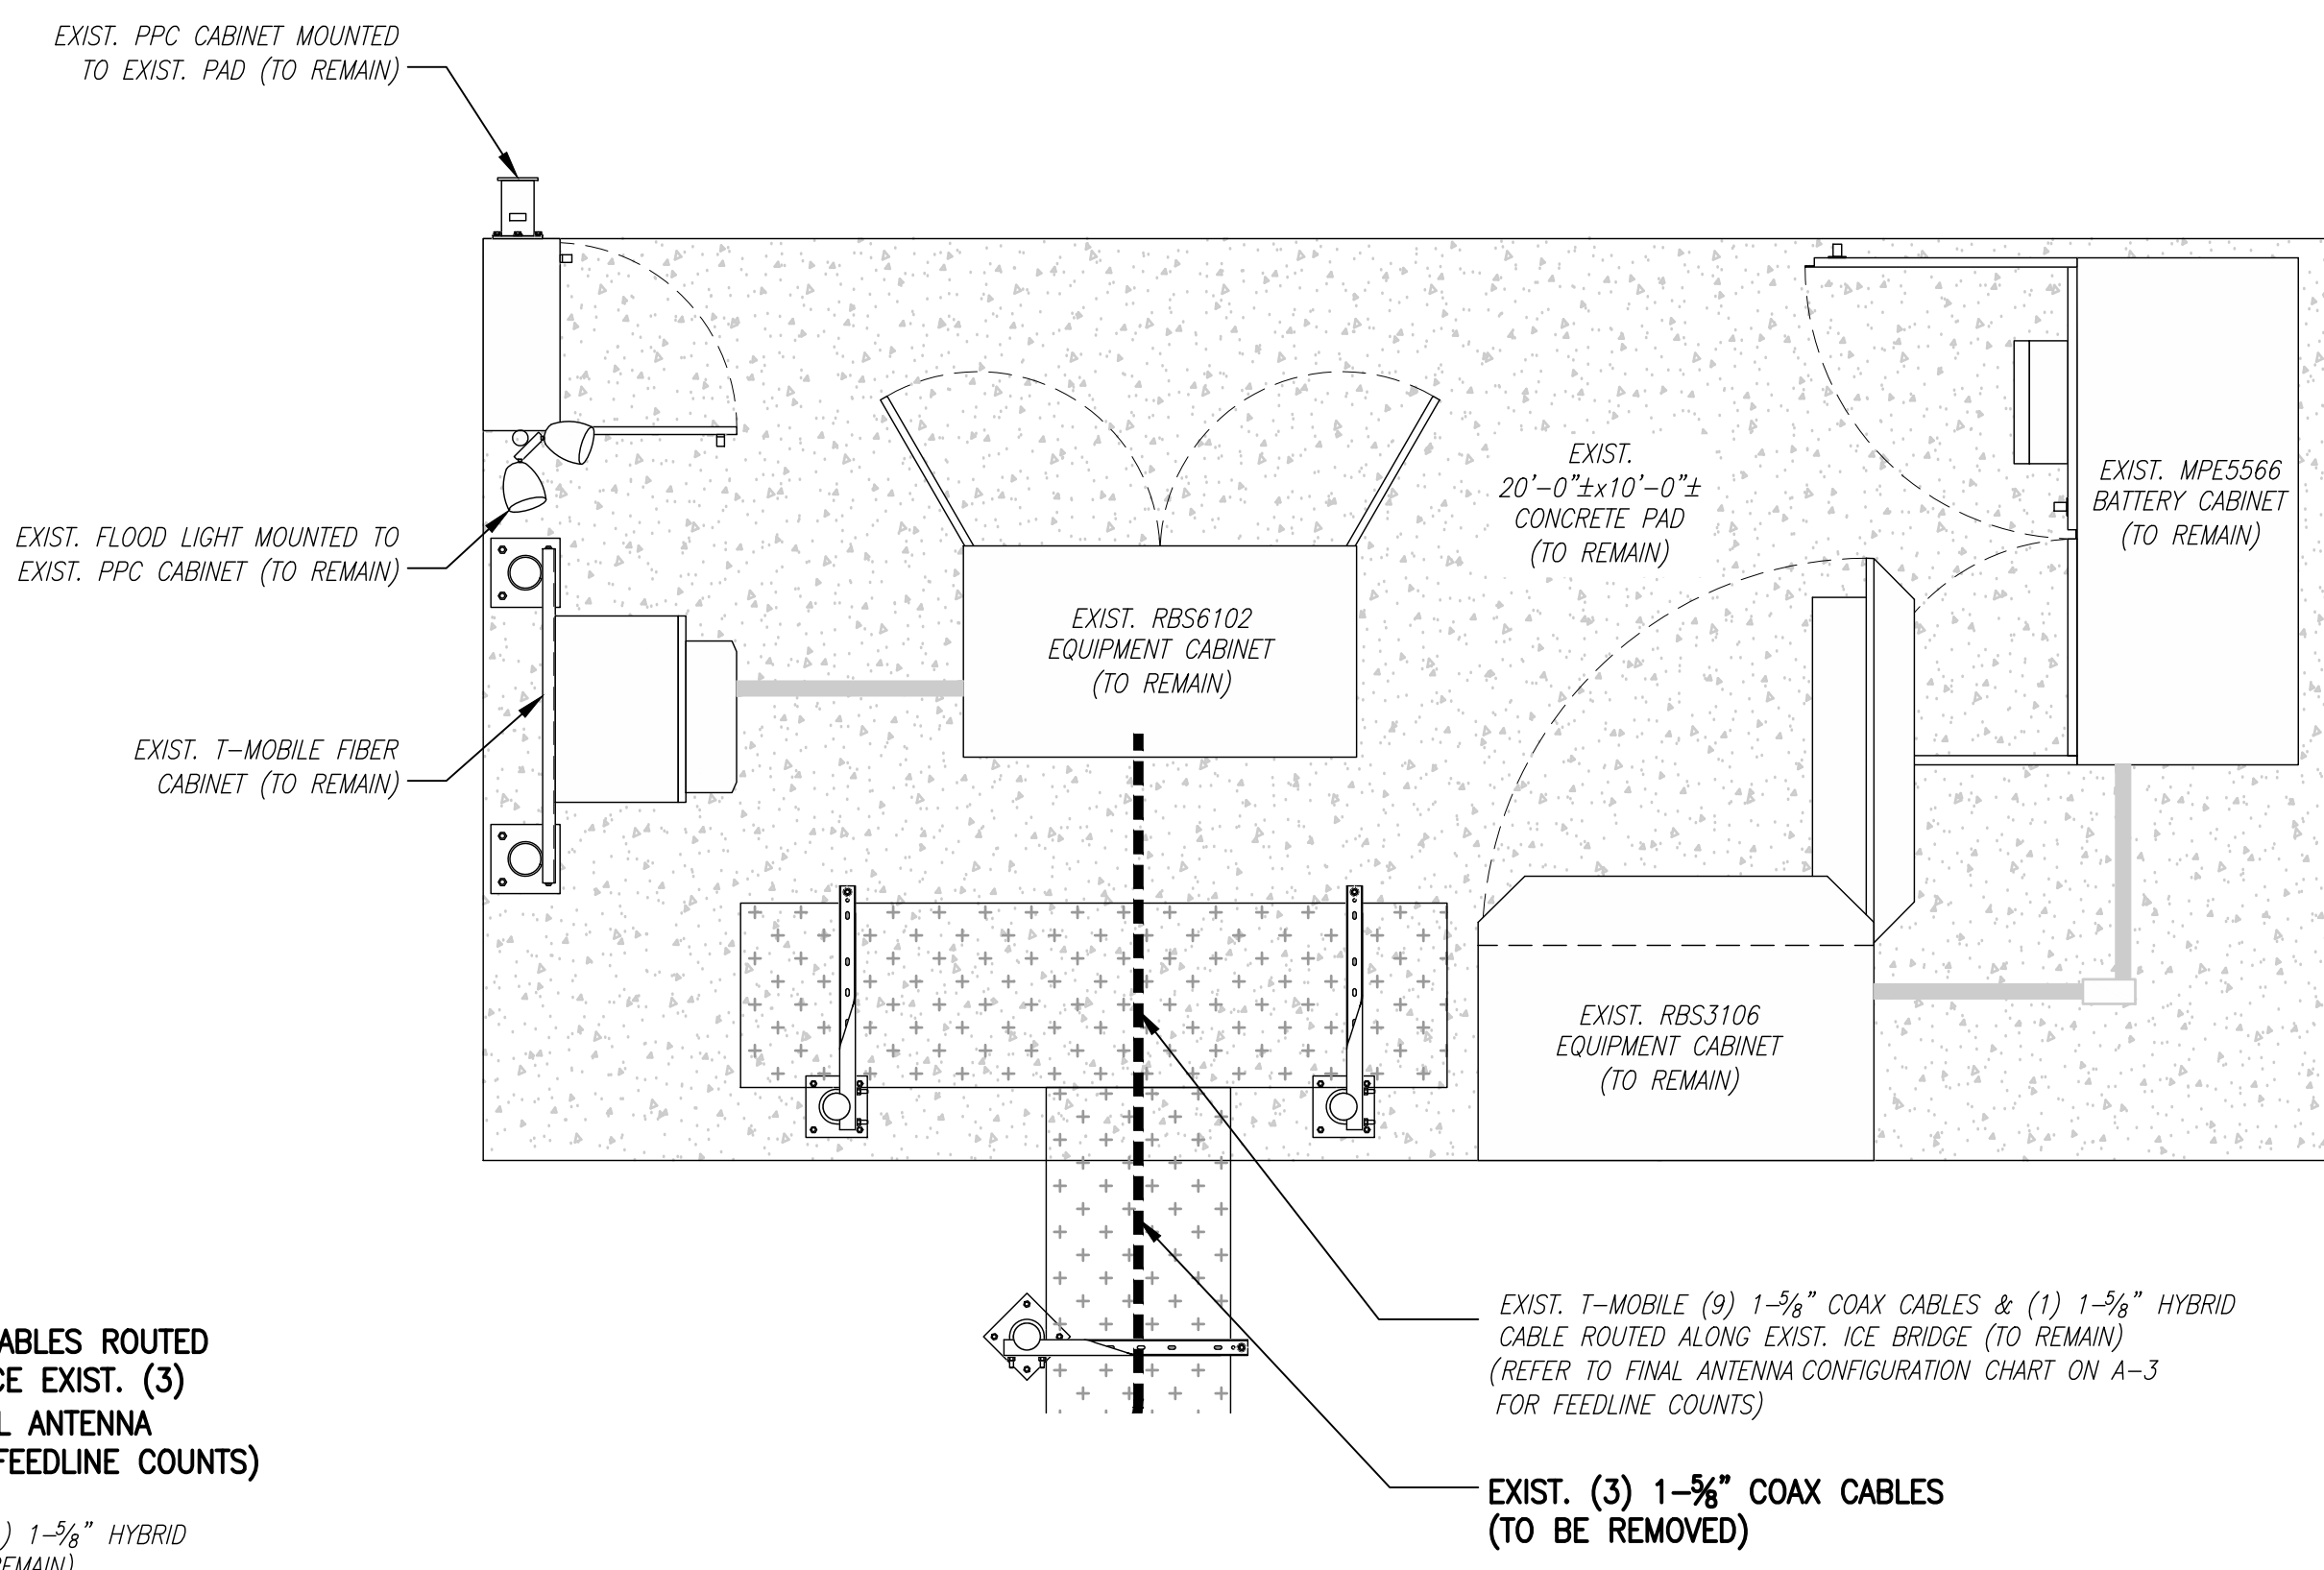 EXIST. PPC CABINET MOUNTED
TO EXIST. PAD (TO REMAIN)
EXIST. FLOOD LIGHT MOUNTED TO
EXIST. PPC CABINET (TO REMAIN)
EXIST. T-MOBILE FIBER
CABINET (TO REMAIN)
EXIST. RBS6102
EQUIPMENT CABINET
(TO REMAIN)
EXIST.
20'-0"±x10'-0"±
CONCRETE PAD
(TO REMAIN)
EXIST. MPE5566
BATTERY CABINET
(TO REMAIN)
EXIST. RBS3106
EQUIPMENT CABINET
(TO REMAIN)
EXIST. T-MOBILE (9) 1-5/8" COAX CABLES & (1) 1-5/8" HYBRID
CABLE ROUTED ALONG EXIST. ICE BRIDGE (TO REMAIN)
(REFER TO FINAL ANTENNA CONFIGURATION CHART ON A-3
FOR FEEDLINE COUNTS)
EXIST. (3) 1-5/8" COAX CABLES
(TO BE REMOVED)
ROUTED
EXIST. (3)
ANTENNA
FEEDLINE COUNTS)
) 1-5/8" HYBRID